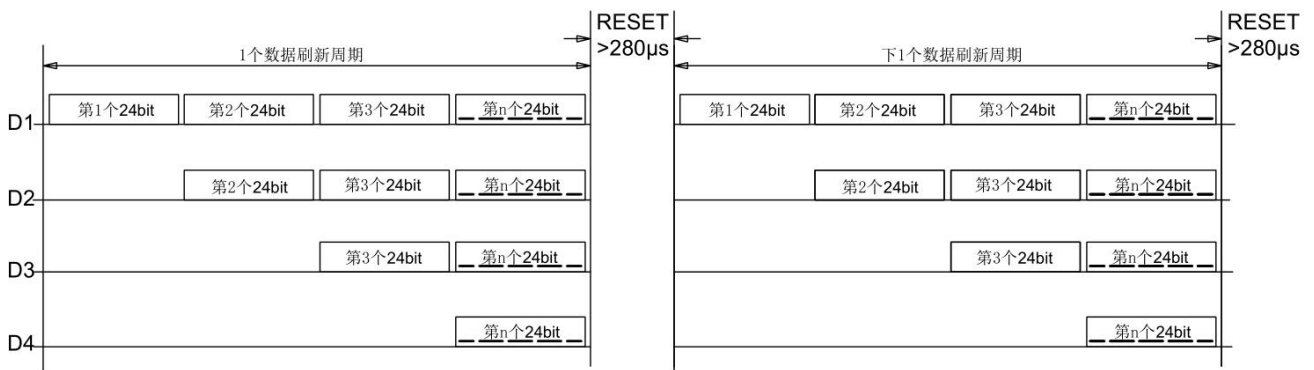 RESET
>280μs
RESET
>280μs
1个数据刷新周期
下1个数据刷新周期
D1 第1个24bit 第2个24bit 第3个24bit 第n个24bit 第1个24bit 第2个24bit 第3个24bit 第n个24bit
D2 第2个24bit 第3个24bit 第n个24bit 第2个24bit 第3个24bit 第n个24bit
D3 第3个24bit 第n个24bit 第3个24bit 第n个24bit
D4 第n个24bit 第n个24bit